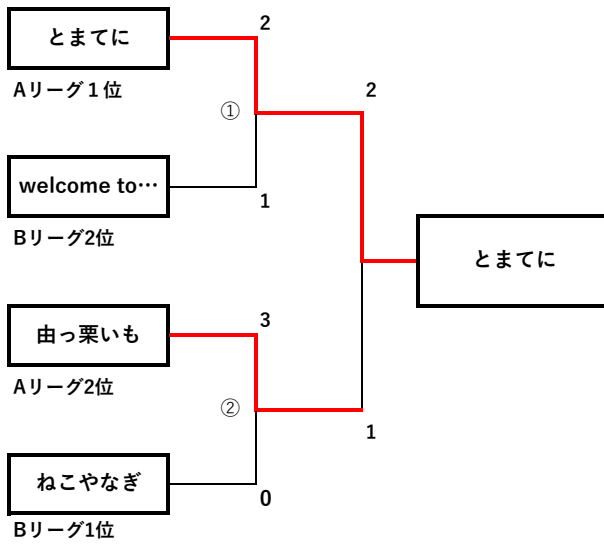 とまてに
2
Aリーグ１位
①
2
welcome to…
1
Bリーグ2位
とまてに
3
由っ栗いも
Aリーグ2位
②
1
ねこやなぎ
0
Bリーグ1位